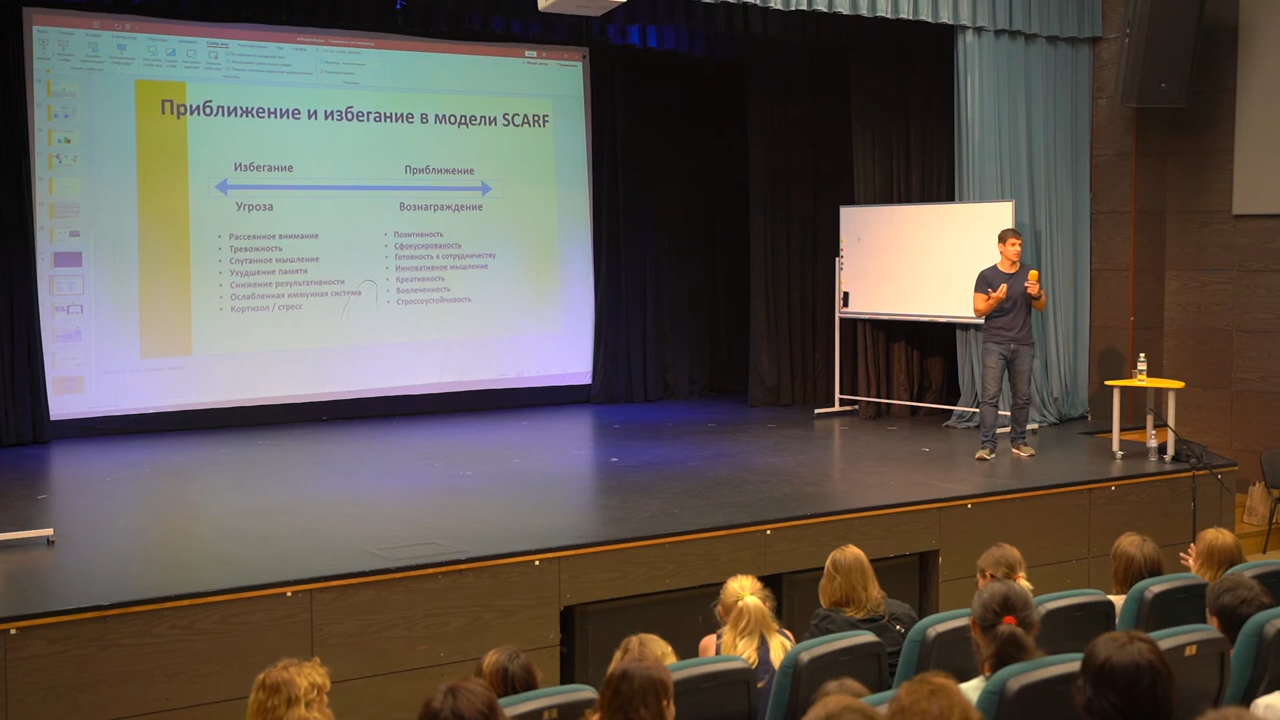 Приближение и избегание в модели SCARF
Избегание
Приближение
Угроза
Вознаграждение
• Рассеянное внимание
• Тревожность
• Спутанное мышление
• Ухудшение памяти
• Снижение результативности
• Ослабленная иммунная система
• Кортизол / стресс
• Позитивность
• Сфокусированость
• Готовность к сотрудничеству
• Инновативное мышление
• Креативность
• Вовлеченность
• Стрессоустойчивость